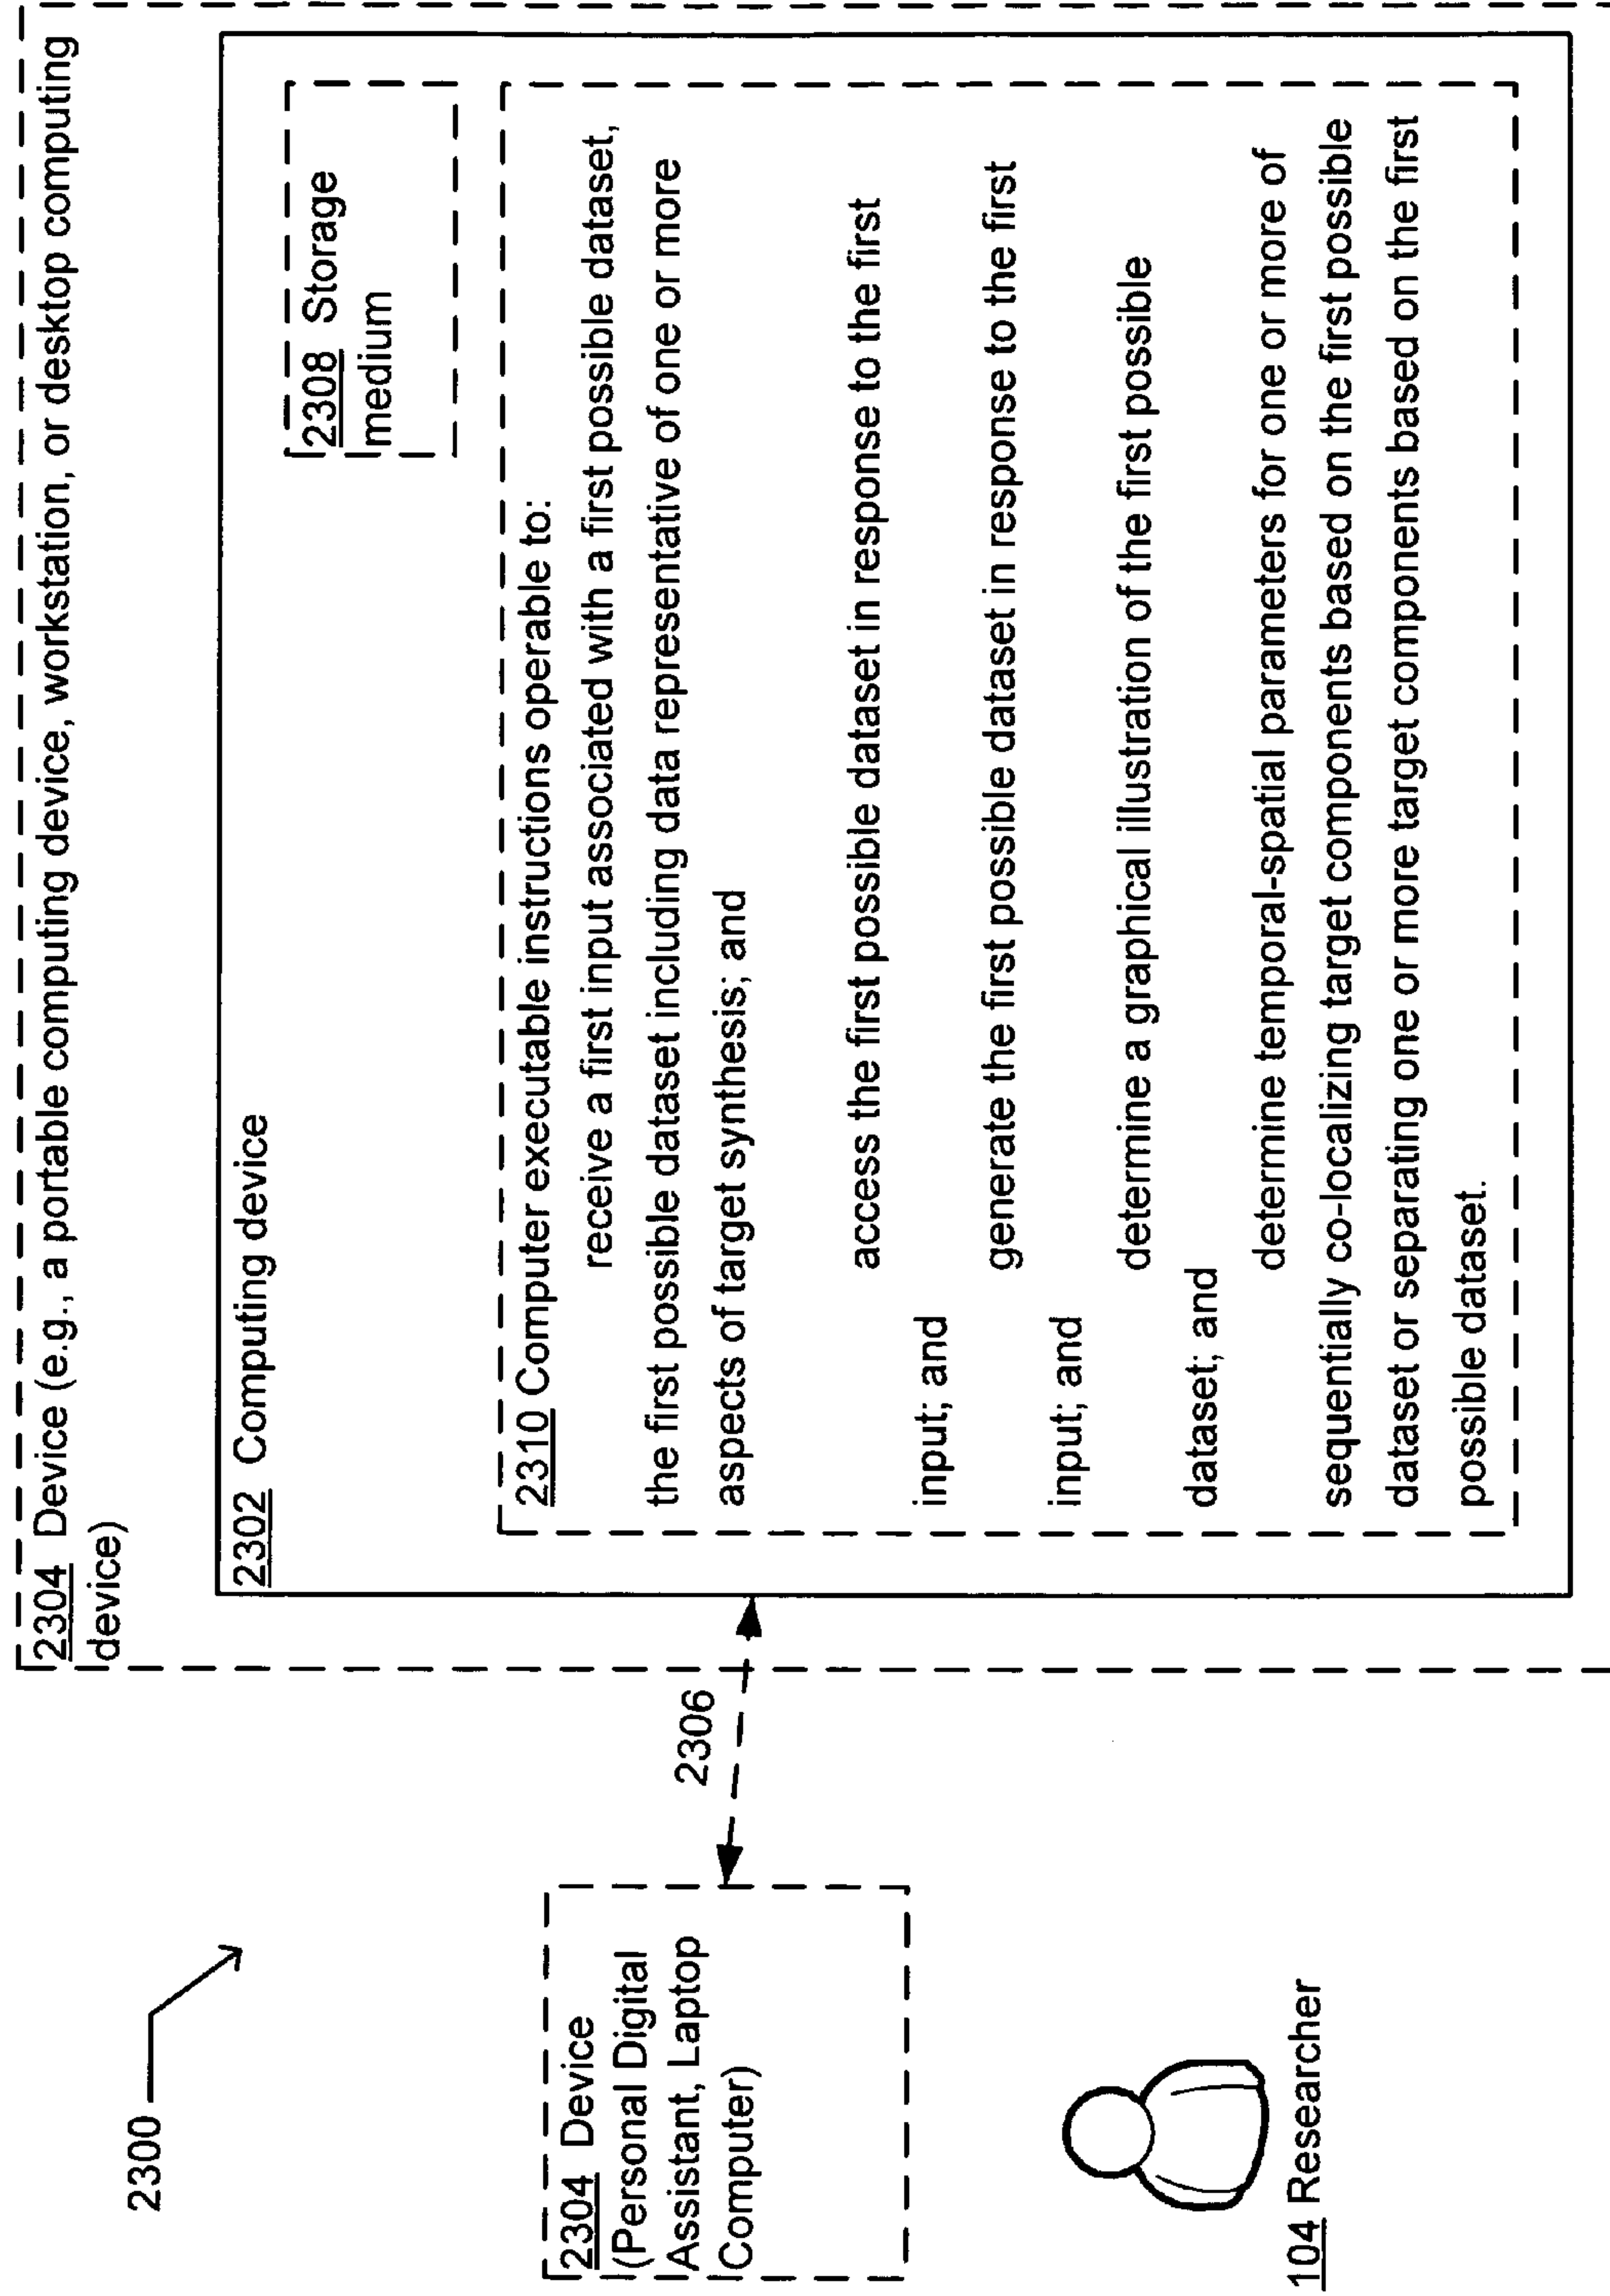 2300
2304 Device (e.g., a portable computing device, workstation, or desktop computing
device)
2302 Computing device
2308 Storage
medium
2310 Computer executable instructions operable to:
receive a first input associated with a first possible dataset,
the first possible dataset including data representative of one or more
aspects of target synthesis; and
access the first possible dataset in response to the first
input; and
generate the first possible dataset in response to the first
input; and
determine a graphical illustration of the first possible
dataset; and
determine temporal-spatial parameters for one or more of
sequentially co-localizing target components based on the first possible
dataset or separating one or more target components based on the first
possible dataset.
2306
2304 Device
(Personal Digital
Assistant, Laptop
Computer)
104 Researcher